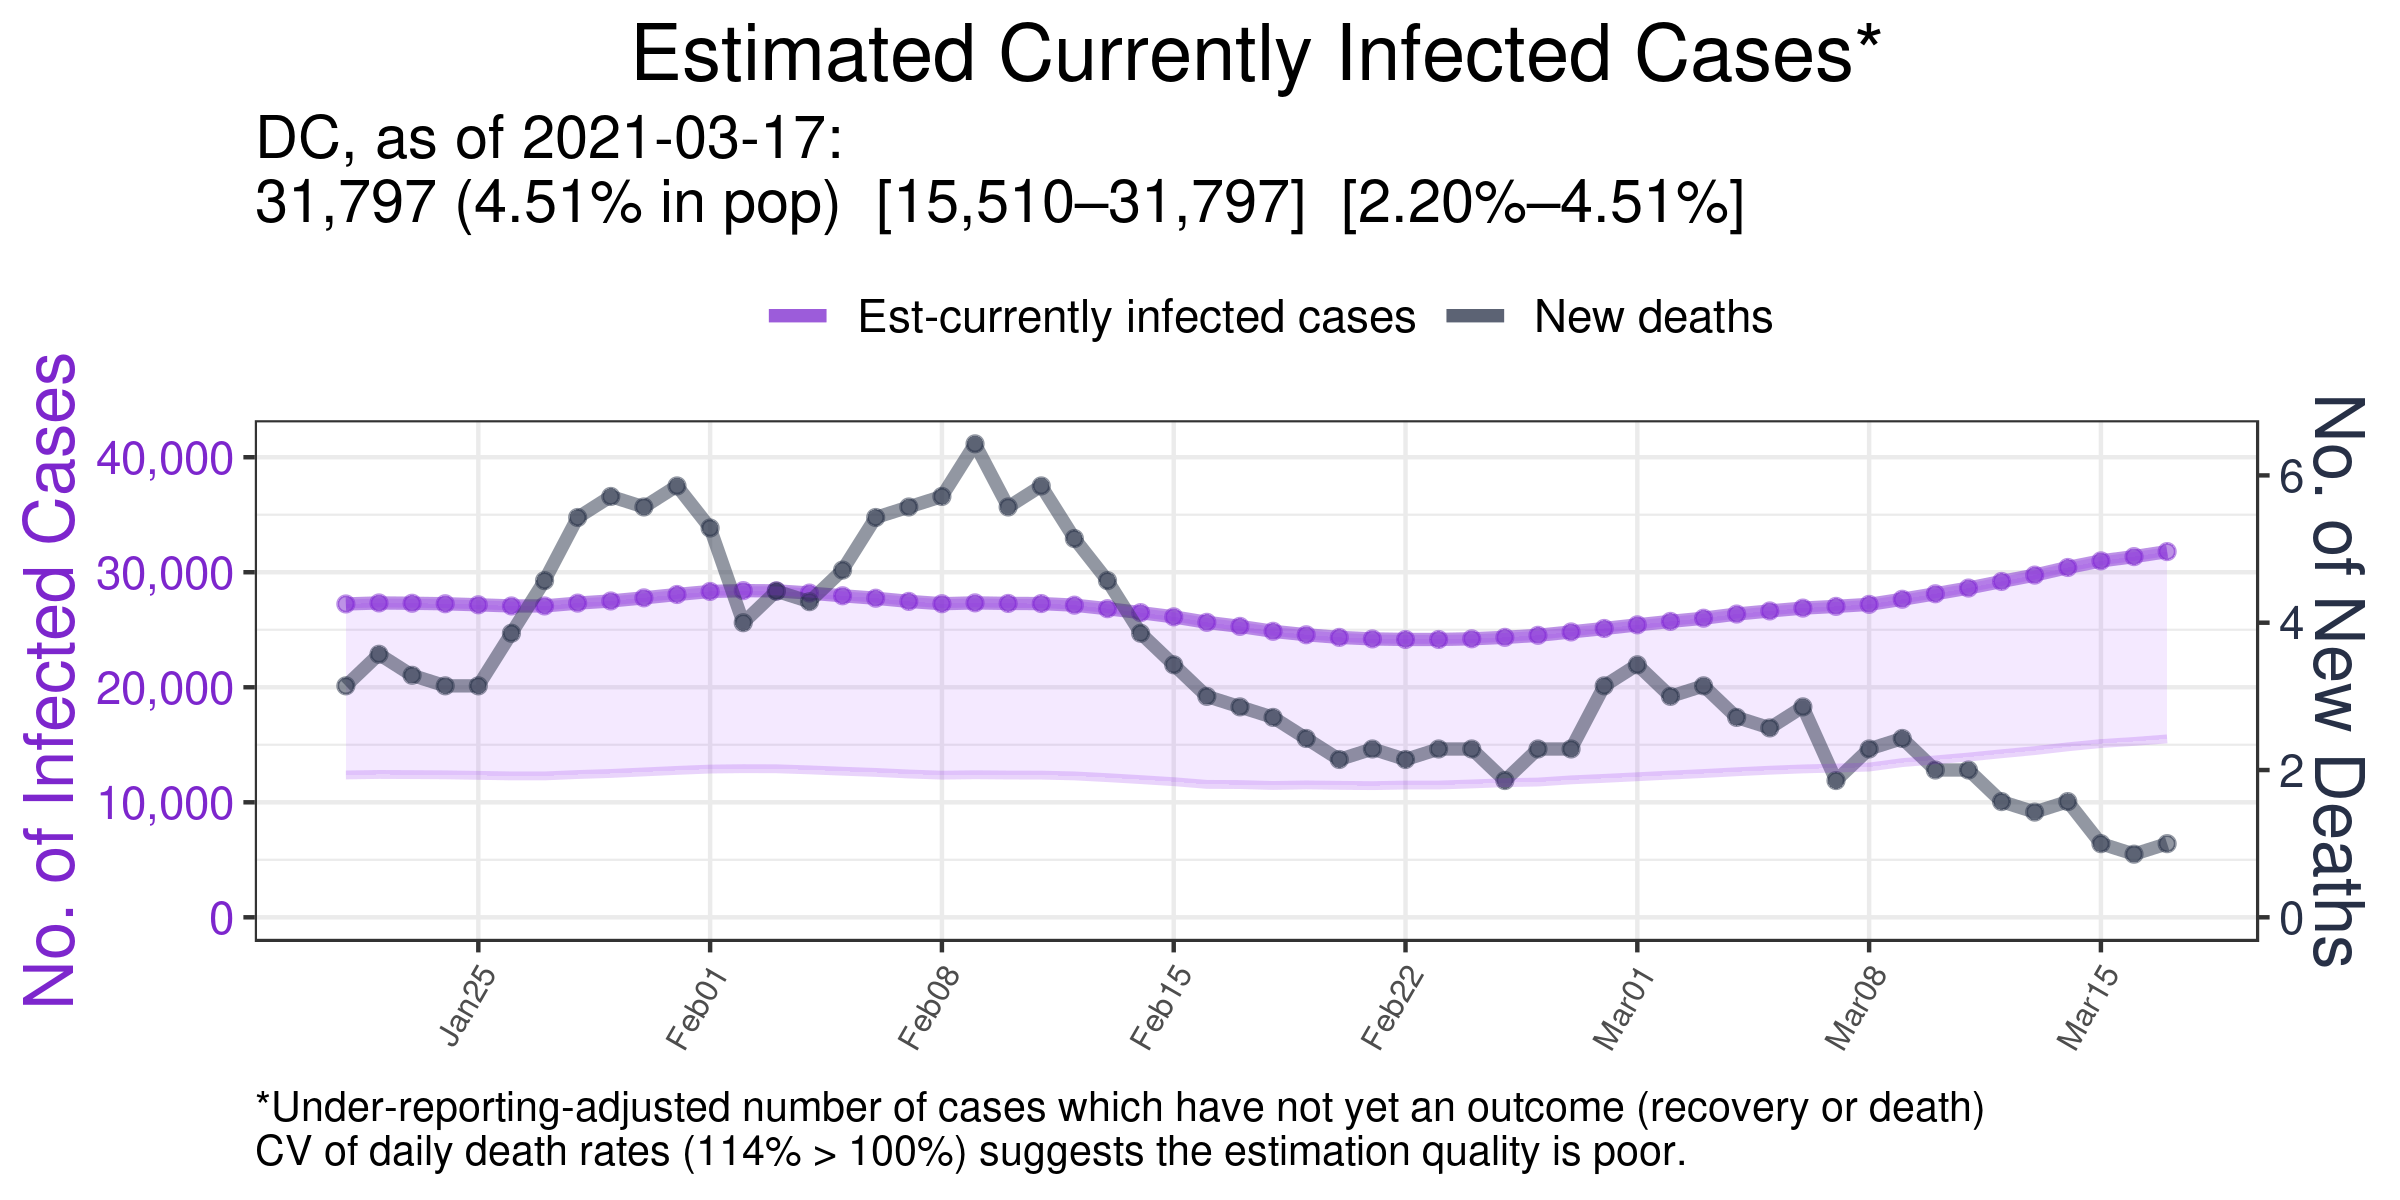 Estimated Currently Infected Cases*
DC, as of 2021-03-17:
31,797 (4.51% in pop) [15,510–31,797] [2.20%–4.51%]
Est-currently infected cases
New deaths
No. of Infected Cases
40,000
30,000
20,000
10,000
0
6
4
2
0
No. of New Deaths
Jan25
Feb01
Feb08
Feb15
Feb22
Mar01
Mar08
Mar15
*Under-reporting-adjusted number of cases which have not yet an outcome (recovery or death)
CV of daily death rates (114% > 100%) suggests the estimation quality is poor.